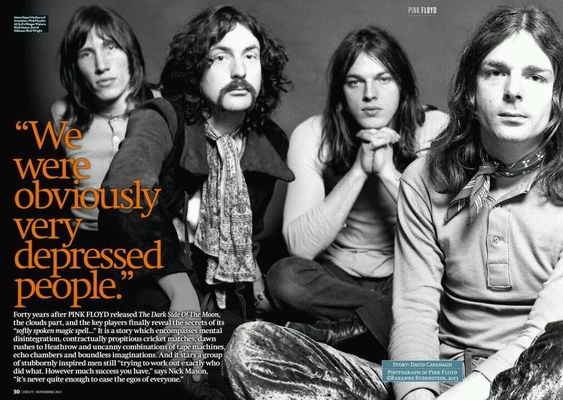 PINK FLOYD
"We
were
obviously
very
depressed
people."
Forty years after PINK FLOYD released The Dark Side Of The Moon,
the clouds part, and the key players finally reveal the secrets of its
"softly spoken magic spell..." It is a story which encompasses mental
disintegration, contractually propitious cricket matches, dawn
rushes to Heathrow and uncanny combinations of tape machines,
echo chambers and boundless imaginations. And it stars a group
of stubbornly inspired men still "trying to work out exactly who
did what. However much success you have," says Nick Mason,
"it's never quite enough to ease the egos of everyone."
STORY: DAVID CAVANAGH
PHOTOGRAPH OF PINK FLOYD
©RAEANNE RUBENSTEIN, 2013
30 | UNCUT | NOVEMBER 2013